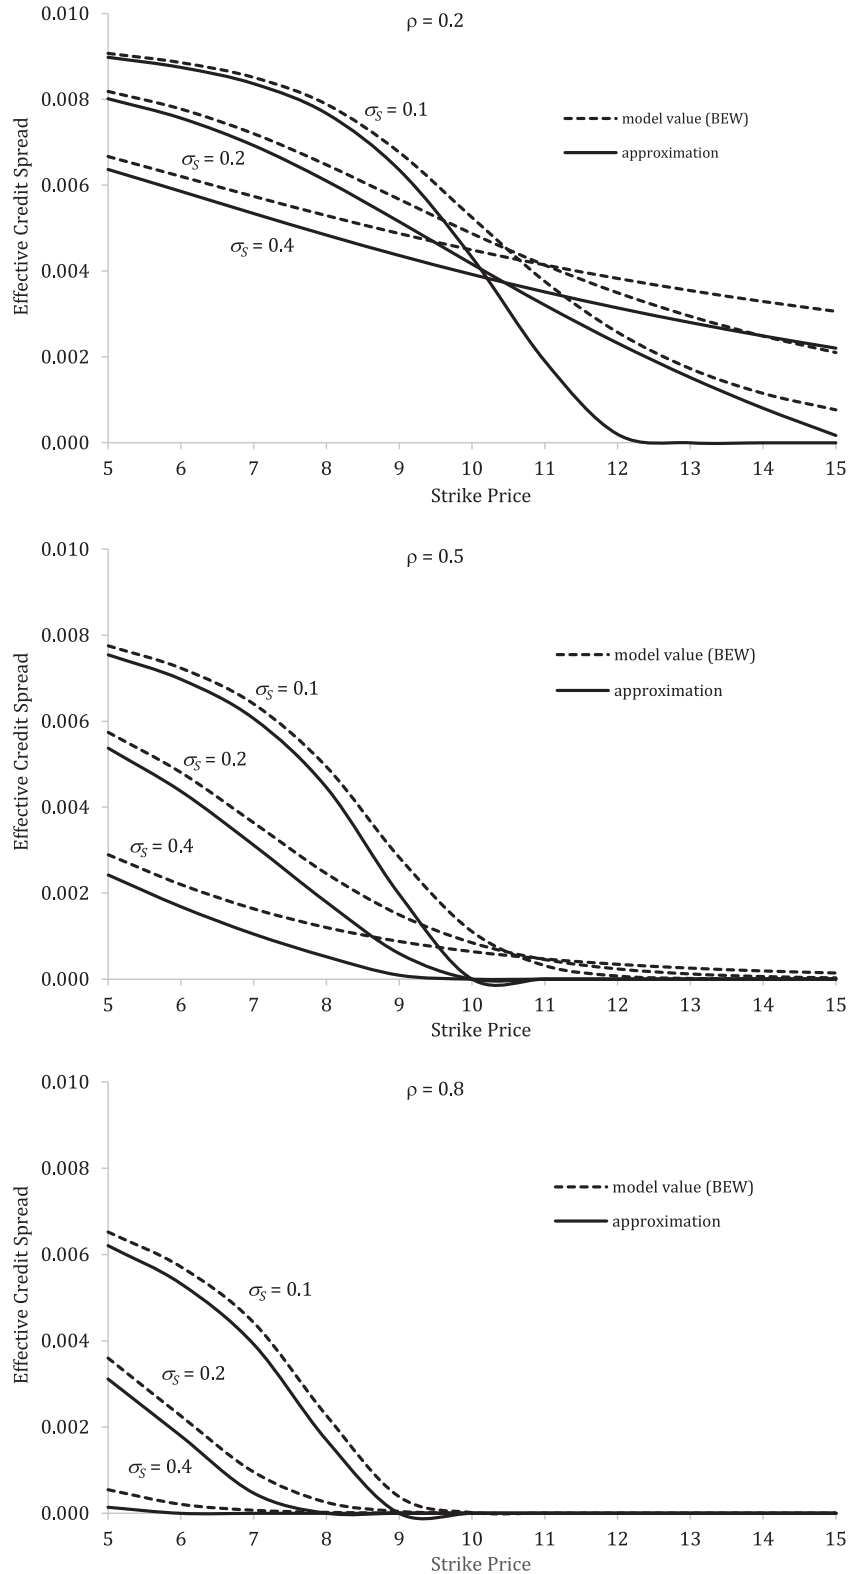 ρ = 0.2
Effective Credit Spread
0.010
0.008
0.006
0.004
0.002
0.000
σS = 0.1
σS = 0.2
σS = 0.4
model value (BEW)
approximation
5 6 7 8 9 10 11 12 13 14 15
Strike Price
ρ = 0.5
Effective Credit Spread
0.010
0.008
0.006
0.004
0.002
0.000
σS = 0.1
σS = 0.2
σS = 0.4
model value (BEW)
approximation
5 6 7 8 9 10 11 12 13 14 15
Strike Price
ρ = 0.8
Effective Credit Spread
0.010
0.008
0.006
0.004
0.002
0.000
σS = 0.1
σS = 0.2
σS = 0.4
model value (BEW)
approximation
5 6 7 8 9 10 11 12 13 14 15
Strike Price